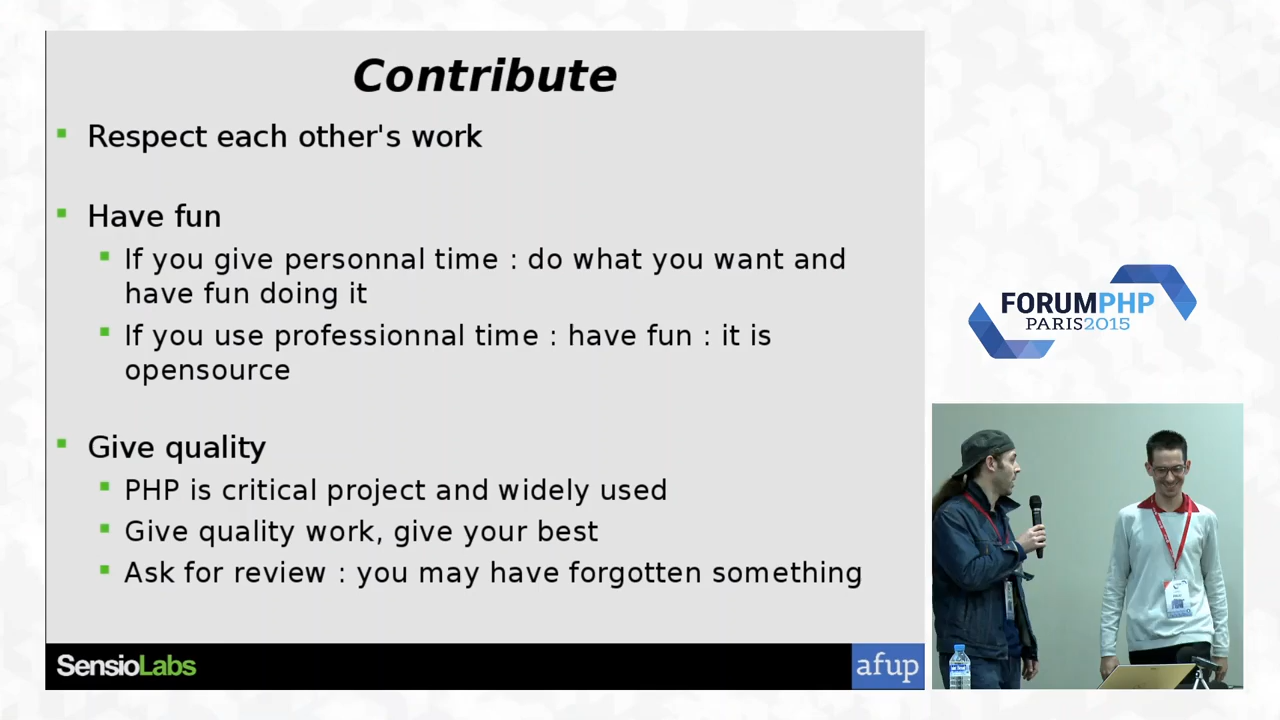 Contribute
Respect each other's work
Have fun
If you give personnal time : do what you want and
have fun doing it
If you use professionnal time : have fun : it is
opensource
Give quality
PHP is critical project and widely used
Give quality work, give your best
Ask for review : you may have forgotten something
SensioLabs
afup
FORUMPHP
PARIS2015